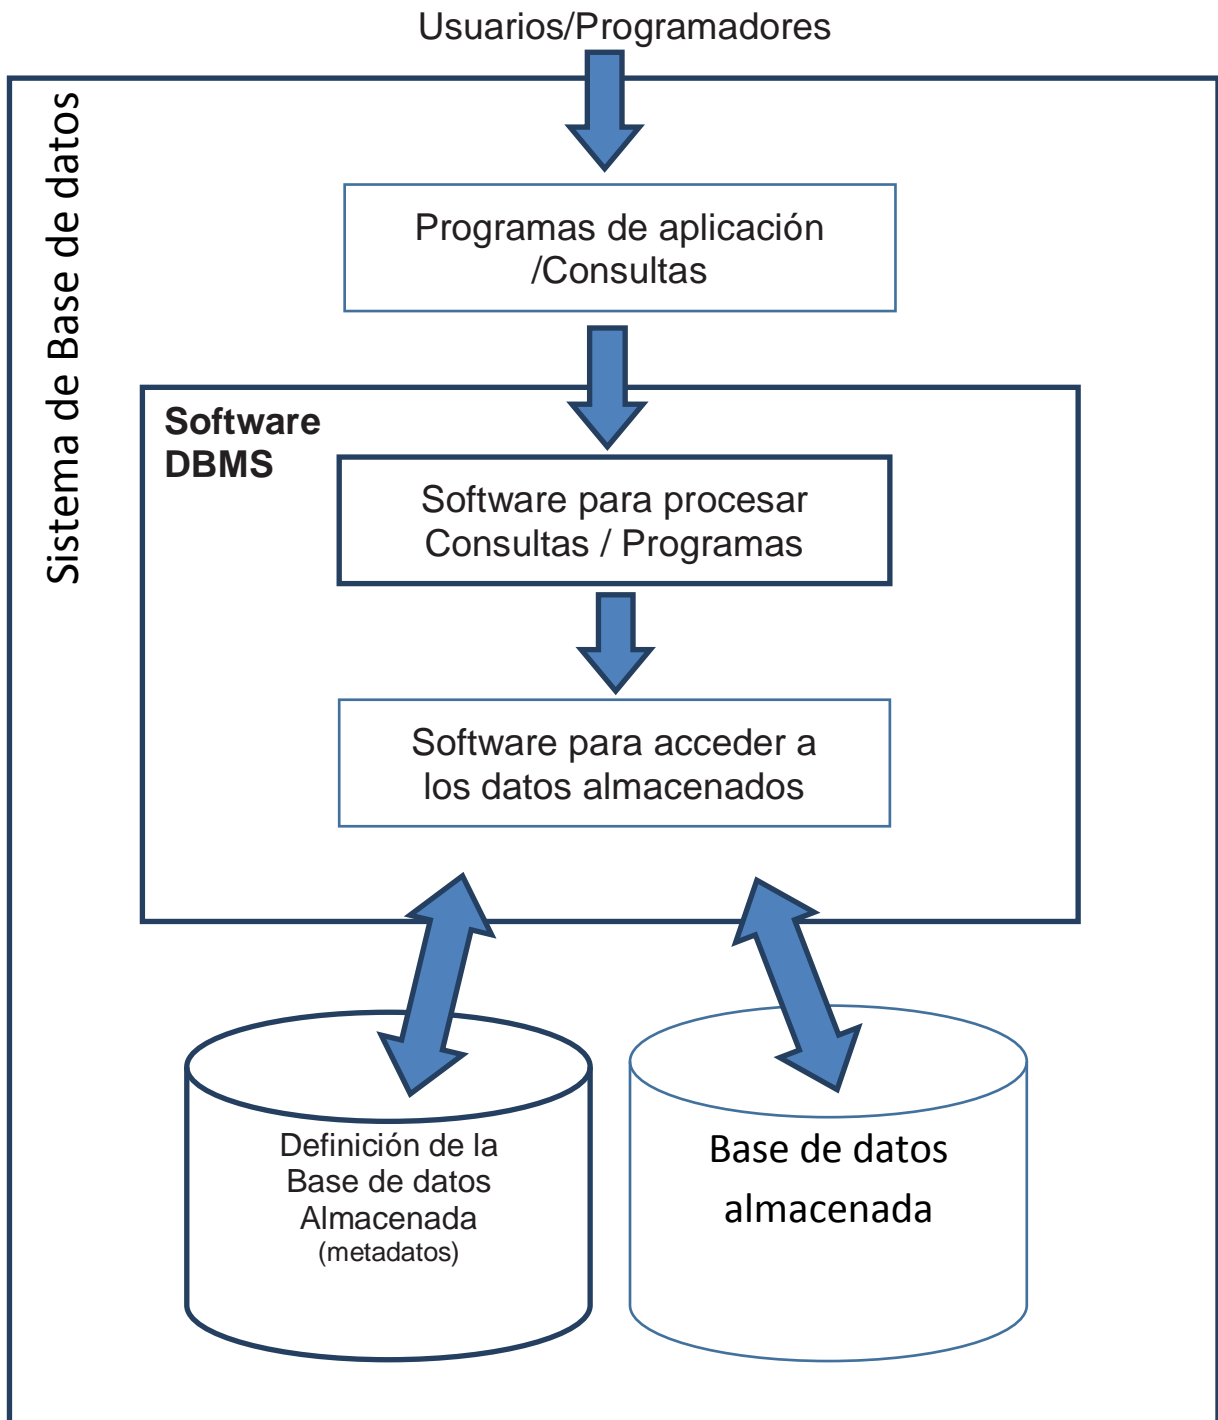 Usuarios/Programadores
Sistema de Base de datos
Programas de aplicación
/Consultas
Software
DBMS
Software para procesar
Consultas / Programas
Software para acceder a
los datos almacenados
Definición de la
Base de datos
Almacenada
(metadatos)
Base de datos
almacenada